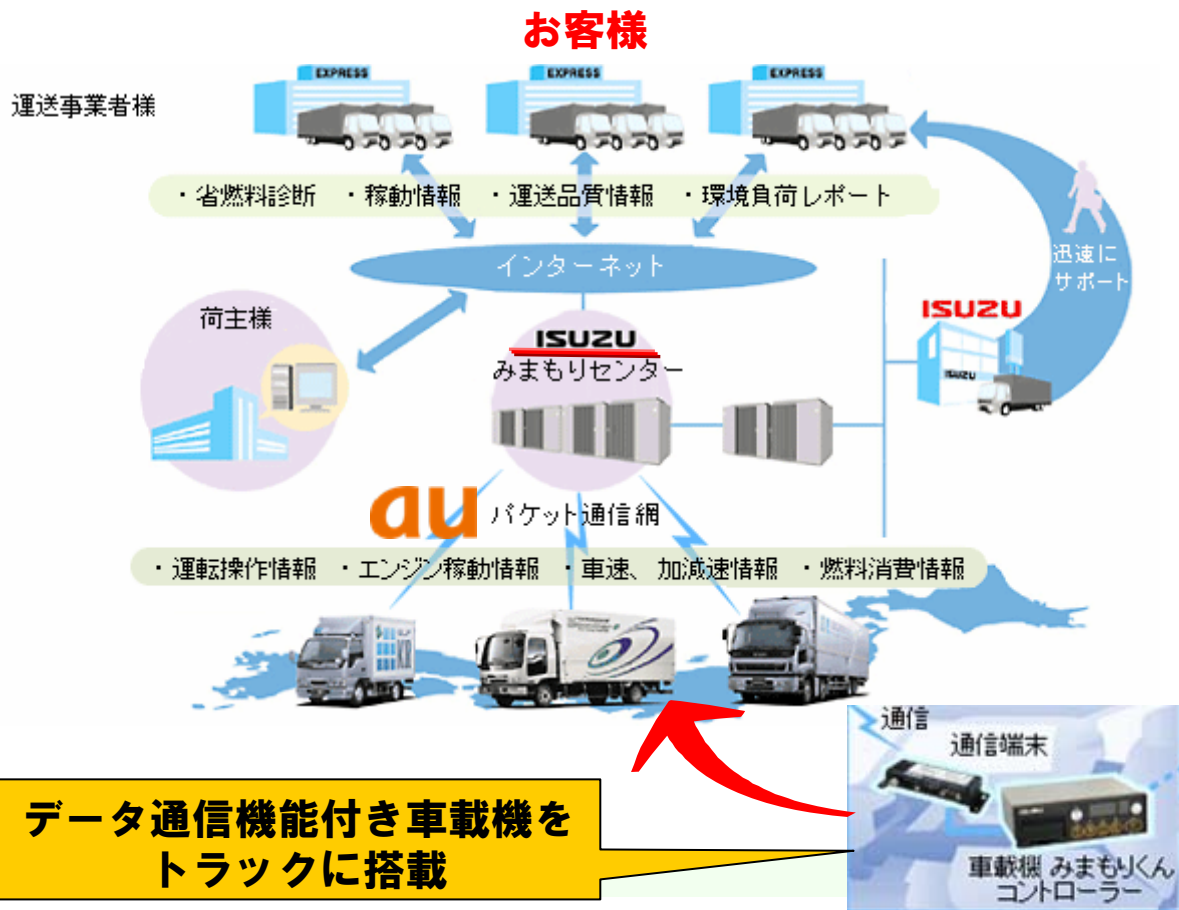 お客様
運送事業者様
EXPRESS
EXPRESS
EXPRESS
・省燃料診断 ・稼動情報 ・運送品質情報 ・環境負荷レポート
インターネット
迅速に
サポート
荷主様
ISUZU
みまもりセンター
ISUZU
ISUZU
au パケット通信網
・運転操作情報 ・エンジン稼動情報 ・車速、加減速情報 ・燃料消費情報
通信
通信端末
車載機 みまもりくん
コントローラー
データ通信機能付き車載機を
トラックに搭載